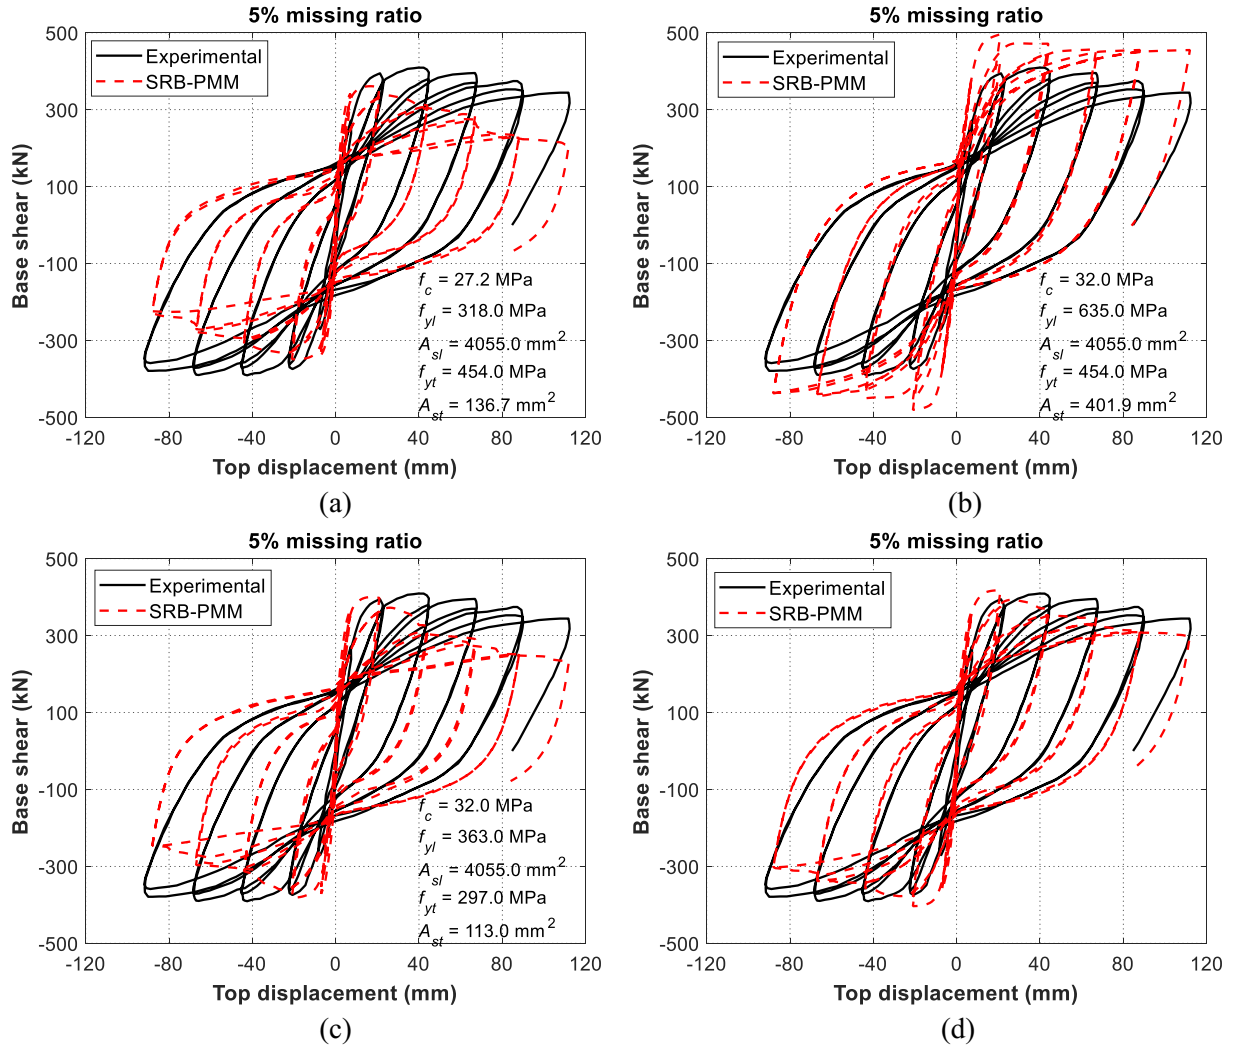 5% missing ratio
500
300
100
-100
-300
-500
Base shear (kN)
Experimental
SRB-PMM
f_c = 27.2 MPa
f_yl = 318.0 MPa
A_sl = 4055.0 mm^2
f_yt = 454.0 MPa
A_st = 136.7 mm^2
-120 -80 -40 0 40 80 120
Top displacement (mm)
(a)
5% missing ratio
500
300
100
-100
-300
-500
Base shear (kN)
Experimental
SRB-PMM
f_c = 32.0 MPa
f_yl = 635.0 MPa
A_sl = 4055.0 mm^2
f_yt = 454.0 MPa
A_st = 401.9 mm^2
-120 -80 -40 0 40 80 120
Top displacement (mm)
(b)
5% missing ratio
500
300
100
-100
-300
-500
Base shear (kN)
Experimental
SRB-PMM
f_c = 32.0 MPa
f_yl = 363.0 MPa
A_sl = 4055.0 mm^2
f_yt = 297.0 MPa
A_st = 113.0 mm^2
-120 -80 -40 0 40 80 120
Top displacement (mm)
(c)
5% missing ratio
500
300
100
-100
-300
-500
Base shear (kN)
Experimental
SRB-PMM
-120 -80 -40 0 40 80 120
Top displacement (mm)
(d)